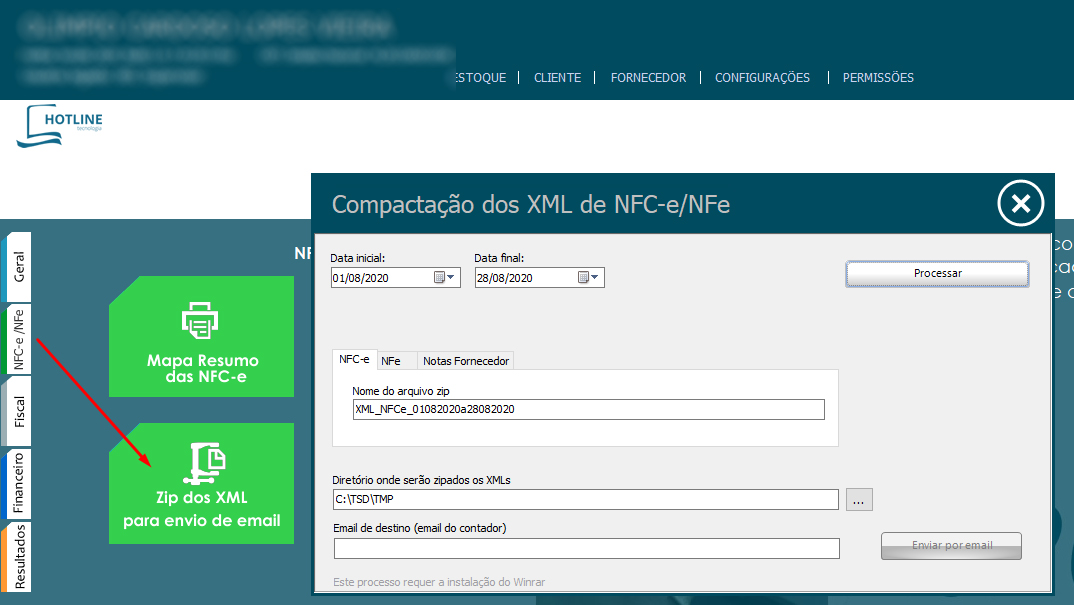 ESTOQUE | CLIENTE | FORNECEDOR | CONFIGURAÇÕES | PERMISSÕES
HOTLINE
tecnologia
Compactação dos XML de NFC-e/NFe
Geral
NFC-e /NFe
Fiscal
Financeiro
Resultados
NF
Mapa Resumo
das NFC-e
Zip dos XML
para envio de email
Data inicial:
Data final:
01/08/2020
28/08/2020
Processar
NFC-e
NFe
Notas Fornecedor
Nome do arquivo zip
XML_NFCe_01082020a28082020
Diretório onde serão zipados os XMLs
C:\TSD\TMP
...
Email de destino (email do contador)
Enviar por email
Este processo requer a instalação do Winrar